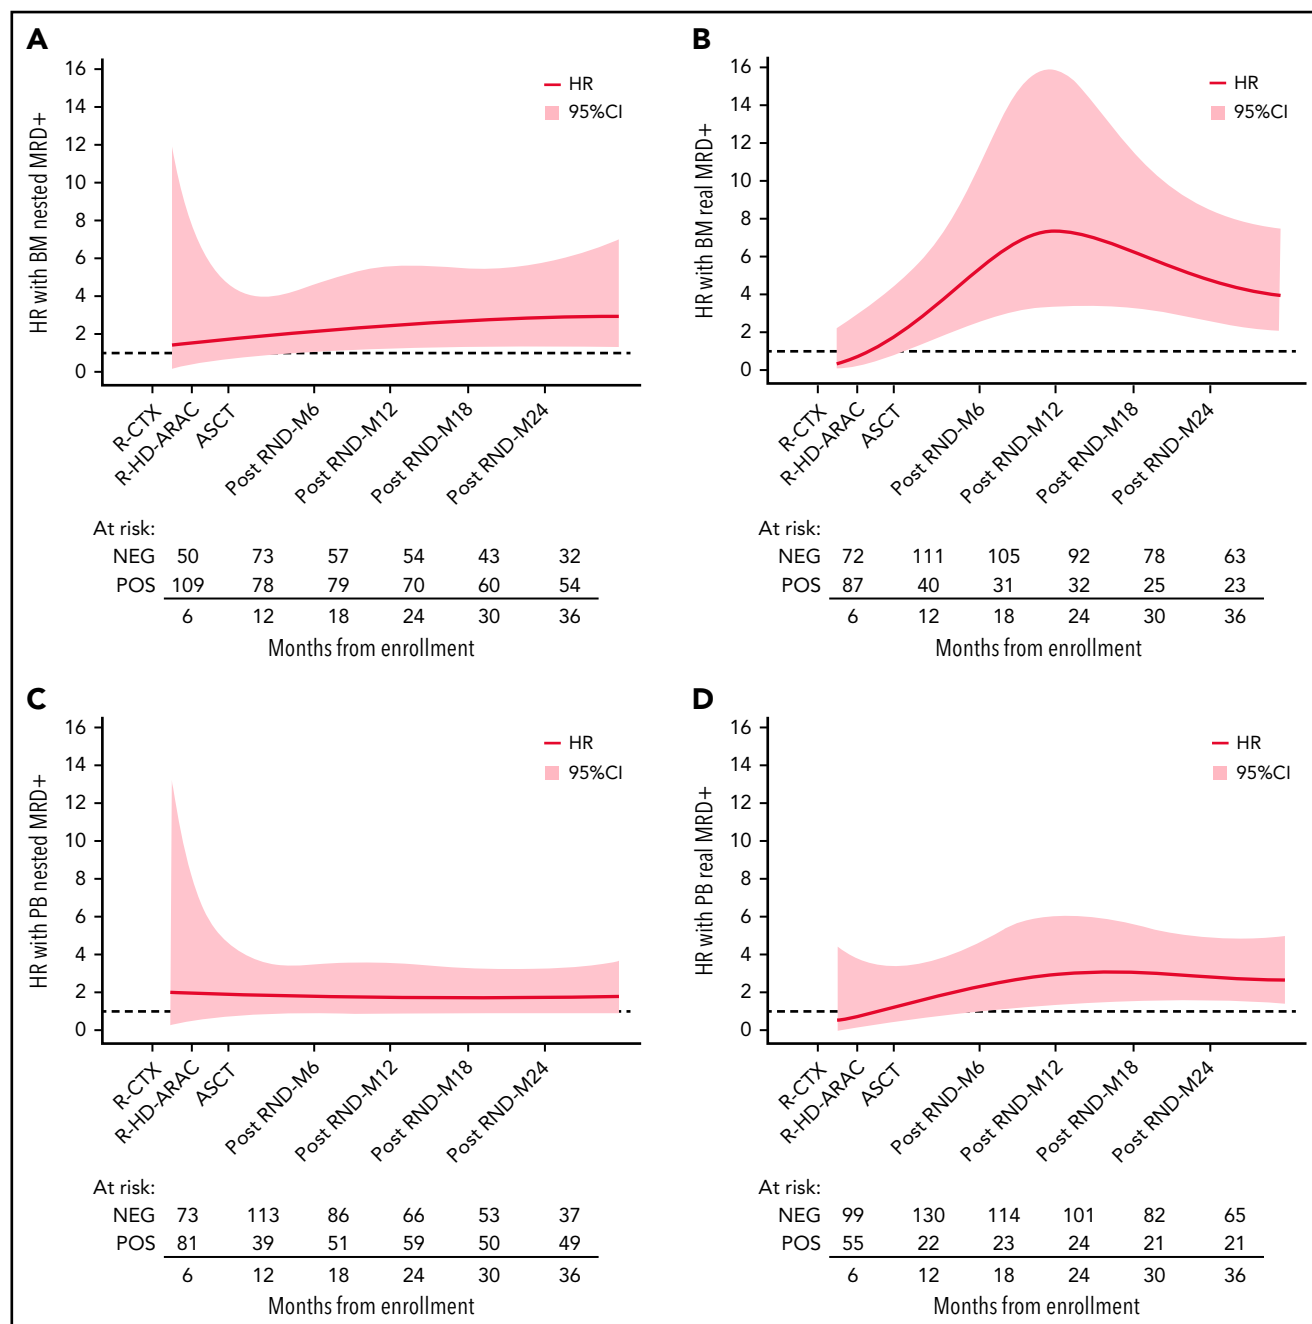 A
HR with BM nested MRD+
16
14
12
10
8
6
4
2
0
HR
95%CI
R-CTX
R-HD-ARAC
ASCT
Post RND-M6
Post RND-M12
Post RND-M18
Post RND-M24
At risk:
NEG 50 73 57 54 43 32
POS 109 78 79 70 60 54
6 12 18 24 30 36
Months from enrollment
B
HR with BM real MRD+
16
14
12
10
8
6
4
2
0
HR
95%CI
R-CTX
R-HD-ARAC
ASCT
Post RND-M6
Post RND-M12
Post RND-M18
Post RND-M24
At risk:
NEG 72 111 105 92 78 63
POS 87 40 31 32 25 23
6 12 18 24 30 36
Months from enrollment
C
HR with PB nested MRD+
16
14
12
10
8
6
4
2
0
HR
95%CI
R-CTX
R-HD-ARAC
ASCT
Post RND-M6
Post RND-M12
Post RND-M18
Post RND-M24
At risk:
NEG 73 113 86 66 53 37
POS 81 39 51 59 50 49
6 12 18 24 30 36
Months from enrollment
D
HR with PB real MRD+
16
14
12
10
8
6
4
2
0
HR
95%CI
R-CTX
R-HD-ARAC
ASCT
Post RND-M6
Post RND-M12
Post RND-M18
Post RND-M24
At risk:
NEG 99 130 114 101 82 65
POS 55 22 23 24 21 21
6 12 18 24 30 36
Months from enrollment